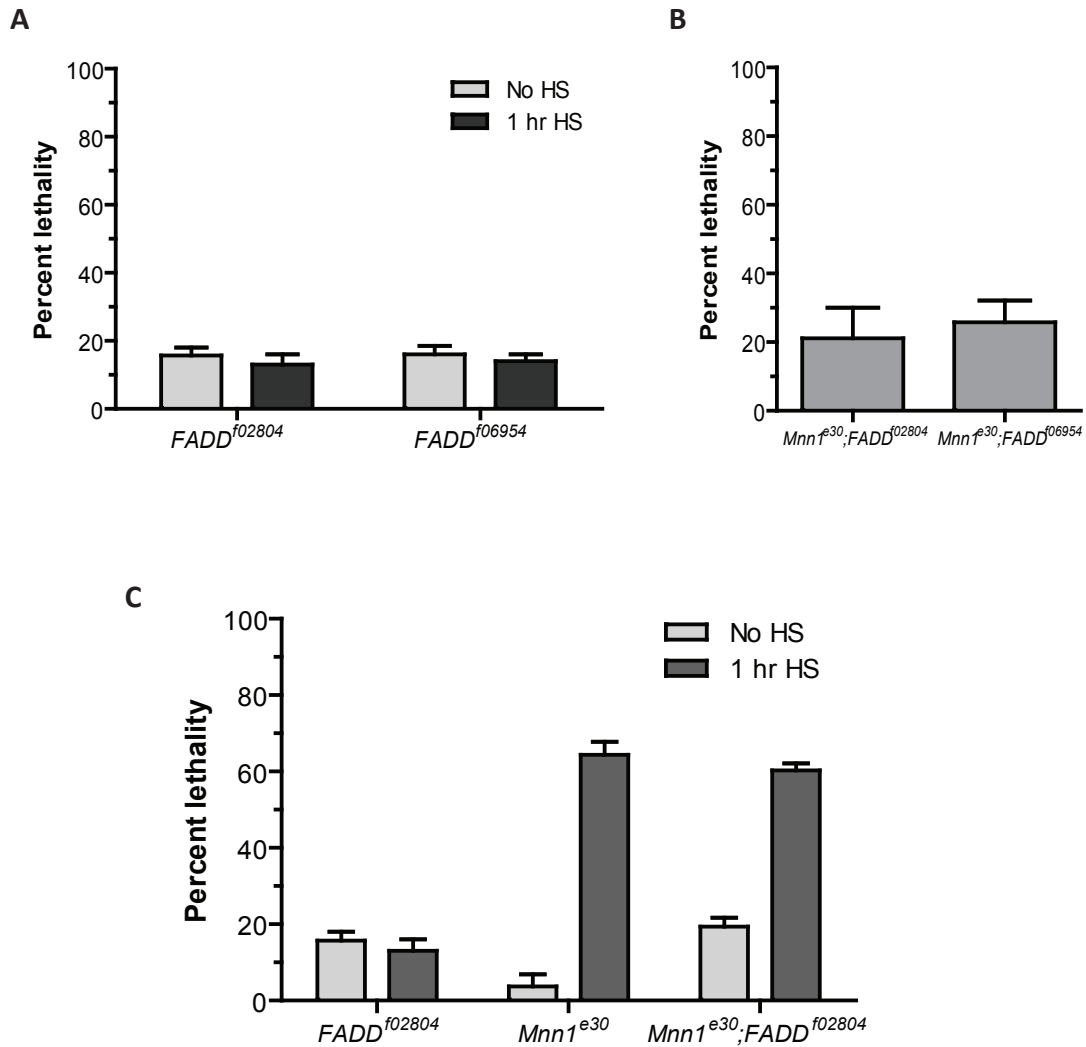 A
Percent lethality
100
80
60
40
20
0
No HS
1 hr HS
FADD^f02804
FADD^f06954
B
Percent lethality
100
80
60
40
20
0
Mnn1^e30;FADD^f02804
Mnn1^e30;FADD^f06954
C
Percent lethality
100
80
60
40
20
0
No HS
1 hr HS
FADD^f02804
Mnn1^e30
Mnn1^e30;FADD^f02804